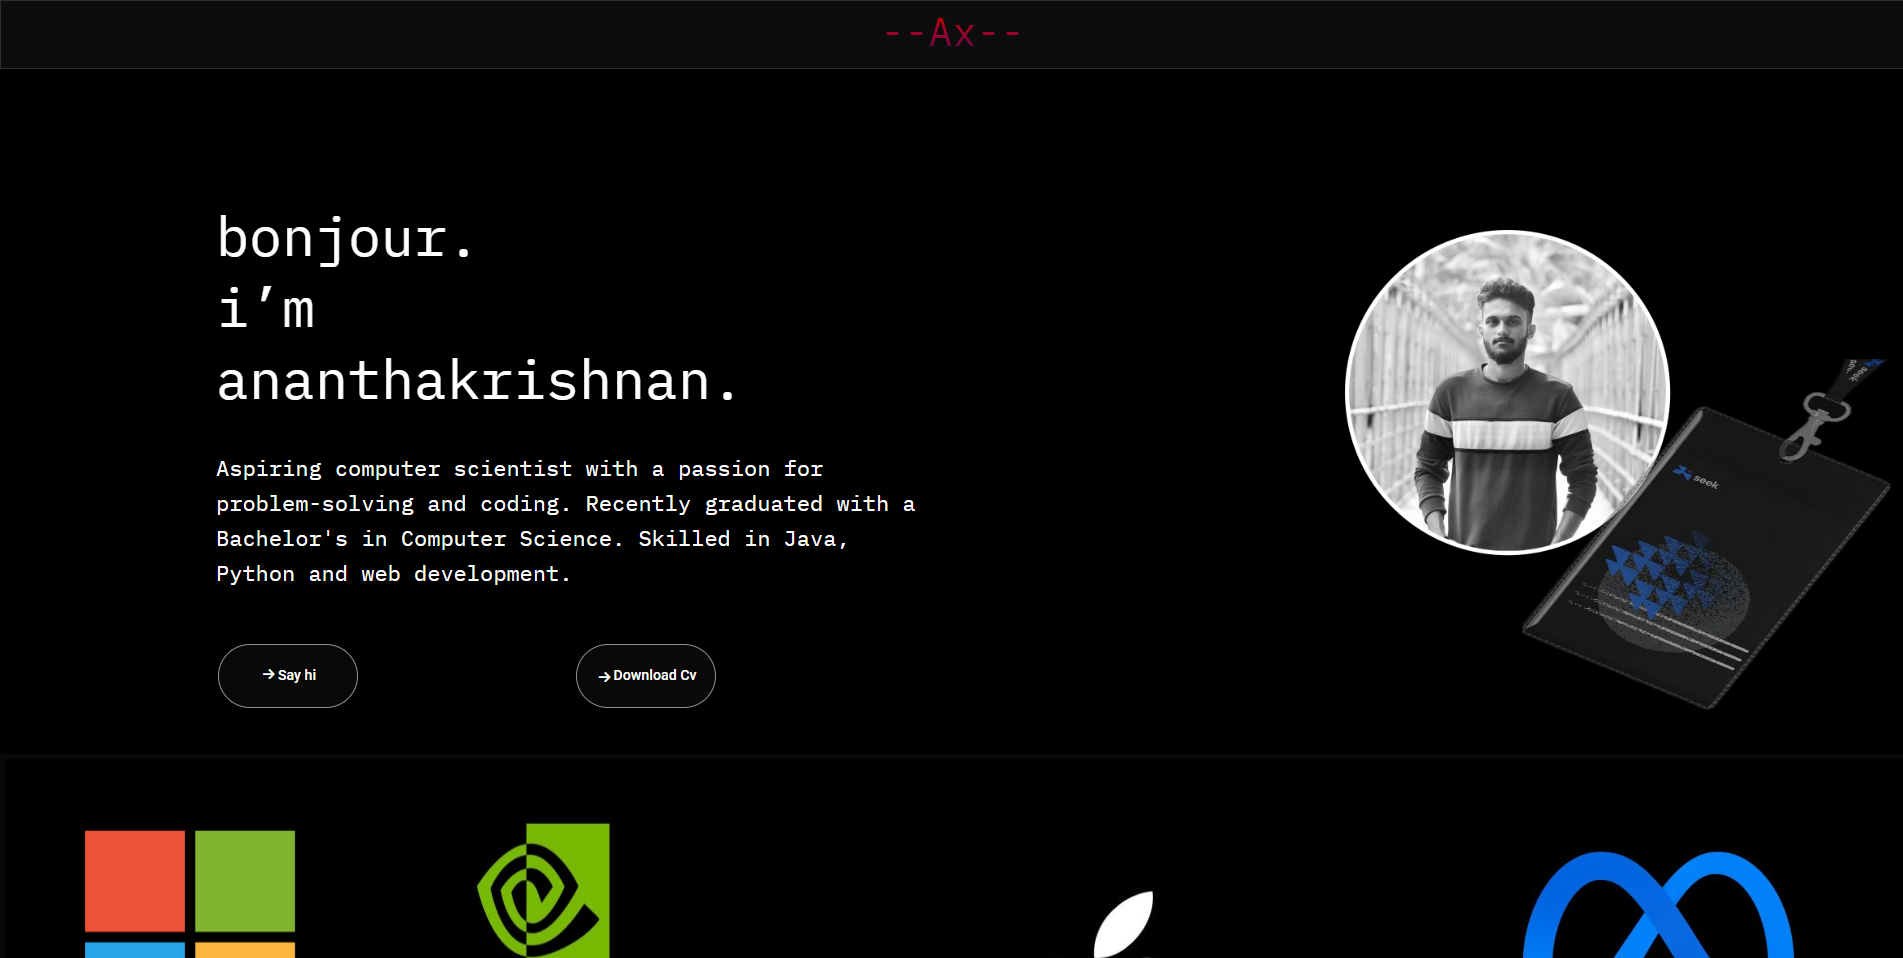 --Ax--
bonjour.
i’m
ananthakrishnan.
Aspiring computer scientist with a passion for
problem-solving and coding. Recently graduated with a
Bachelor's in Computer Science. Skilled in Java,
Python and web development.
→ Say hi
→ Download Cv
seek
seek